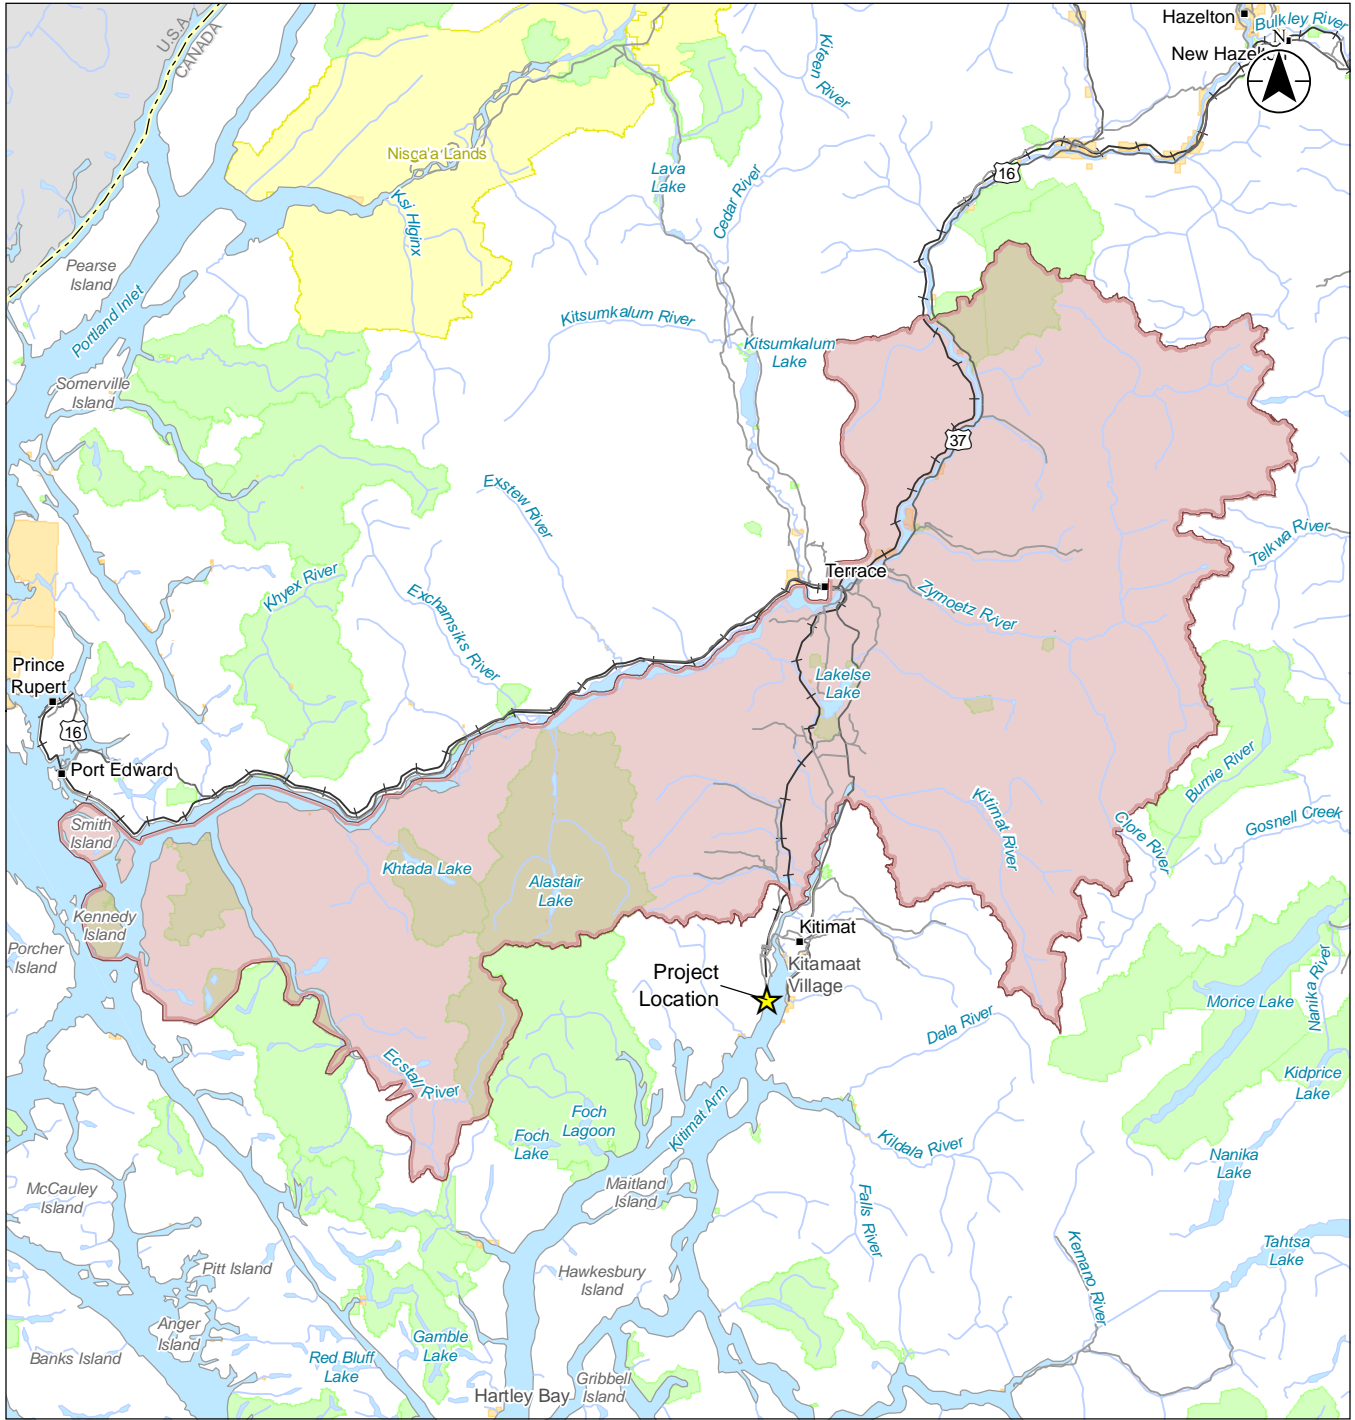 Hazelton
Bulkley River
N
New Hazelton
U.S.A.
CANADA
Kiteen River
Nisga'a Lands
Lava
Lake
16
Cedar River
Ksi Hlginx
Pearse
Island
Portland Inlet
Kitsumkalum River
Kitsumkalum
Lake
Somerville
Island
37
Exstew River
Telkwa River
Khyex River
Terrace
Exchamsiks River
Zymoetz River
Prince
Rupert
Lakelse
Lake
16
Port Edward
Burnie River
Kitimat River
Clore River
Gosnell Creek
Smith
Island
Khtada Lake
Alastair
Lake
Kennedy
Island
Kitimat
Porcher
Island
Kitamaat
Village
Project
Location
Nanika River
Morice Lake
Dala River
Ecstall River
Kidprice
Lake
Foch
Lagoon
Kitimat Arm
Foch
Lake
Kildala River
Nanika
Lake
McCauley
Island
Maitland
Island
Falls River
Kemano River
Tahtsa
Lake
Pitt Island
Hawkesbury
Island
Anger
Island
Gamble
Lake
Banks Island
Red Bluff
Lake
Gribbell
Island
Hartley Bay